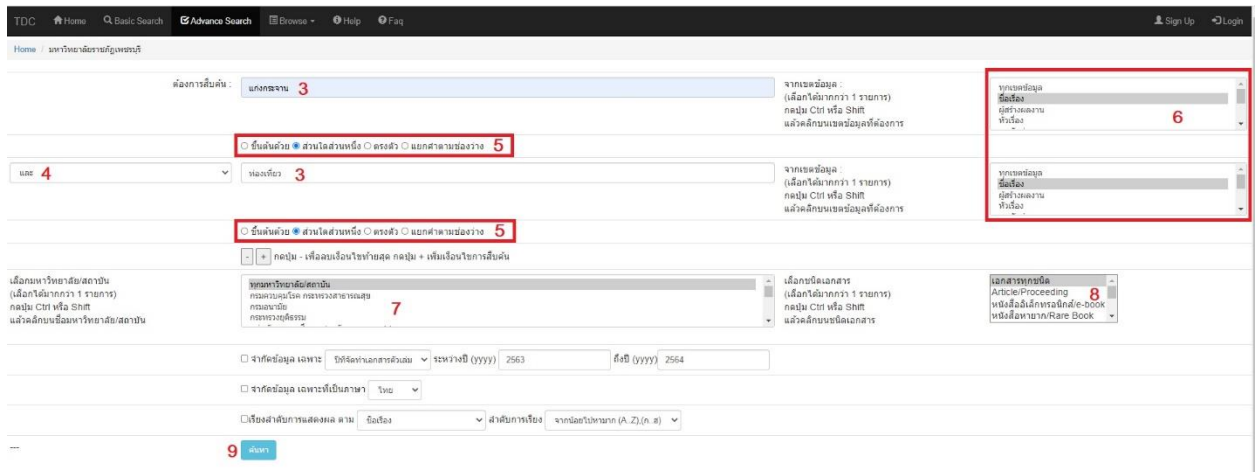 TDC Home Basic Search Advance Search Browse Help Faq Sign Up Login
Home / มหาวิทยาลัยราชภัฏเพชรบุรี
ต้องการสืบค้น : แก่งกระจาน 3 จากเขตข้อมูล :
(เลือกได้มากกว่า 1 รายการ)
กดปุ่ม Ctrl หรือ Shift
แล้วคลิกบนเขตข้อมูลที่ต้องการ
ทุกเขตข้อมูล
ชื่อเรื่อง
ผู้สร้างผลงาน
หัวเรื่อง
6
ขึ้นต้นด้วย ส่วนใดส่วนหนึ่ง ตรงตัว แยกคำตามช่องว่าง 5
และ 4 ท่องเที่ยว 3 จากเขตข้อมูล :
(เลือกได้มากกว่า 1 รายการ)
กดปุ่ม Ctrl หรือ Shift
แล้วคลิกบนเขตข้อมูลที่ต้องการ
ทุกเขตข้อมูล
ชื่อเรื่อง
ผู้สร้างผลงาน
หัวเรื่อง
ขึ้นต้นด้วย ส่วนใดส่วนหนึ่ง ตรงตัว แยกคำตามช่องว่าง 5
- + กดปุ่ม - เพื่อลบเงื่อนไขท้ายสุด กดปุ่ม + เพิ่มเงื่อนไขการสืบค้น
เลือกมหาวิทยาลัย/สถาบัน
(เลือกได้มากกว่า 1 รายการ)
กดปุ่ม Ctrl หรือ Shift
แล้วคลิกบนชื่อมหาวิทยาลัย/สถาบัน
ทุกมหาวิทยาลัย/สถาบัน
กรมควบคุมโรค กระทรวงสาธารณสุข
กรมอนามัย
กระทรวงยุติธรรม
7
เลือกชนิดเอกสาร
(เลือกได้มากกว่า 1 รายการ)
กดปุ่ม Ctrl หรือ Shift
แล้วคลิกบนชนิดเอกสาร
เอกสารทุกชนิด
Article/Proceeding
หนังสืออิเล็กทรอนิกส์/e-book
หนังสือหายาก/Rare Book
8
จำกัดข้อมูล เฉพาะ ปีที่จัดทำเอกสารตัวเล่ม ระหว่างปี (yyyy) 2563 ถึงปี (yyyy) 2564
จำกัดข้อมูล เฉพาะที่เป็นภาษา ไทย
เรียงลำดับการแสดงผล ตาม ชื่อเรื่อง ลำดับการเรียง จากน้อยไปหามาก (A..Z),(ก..ฮ)
9 ค้นหา